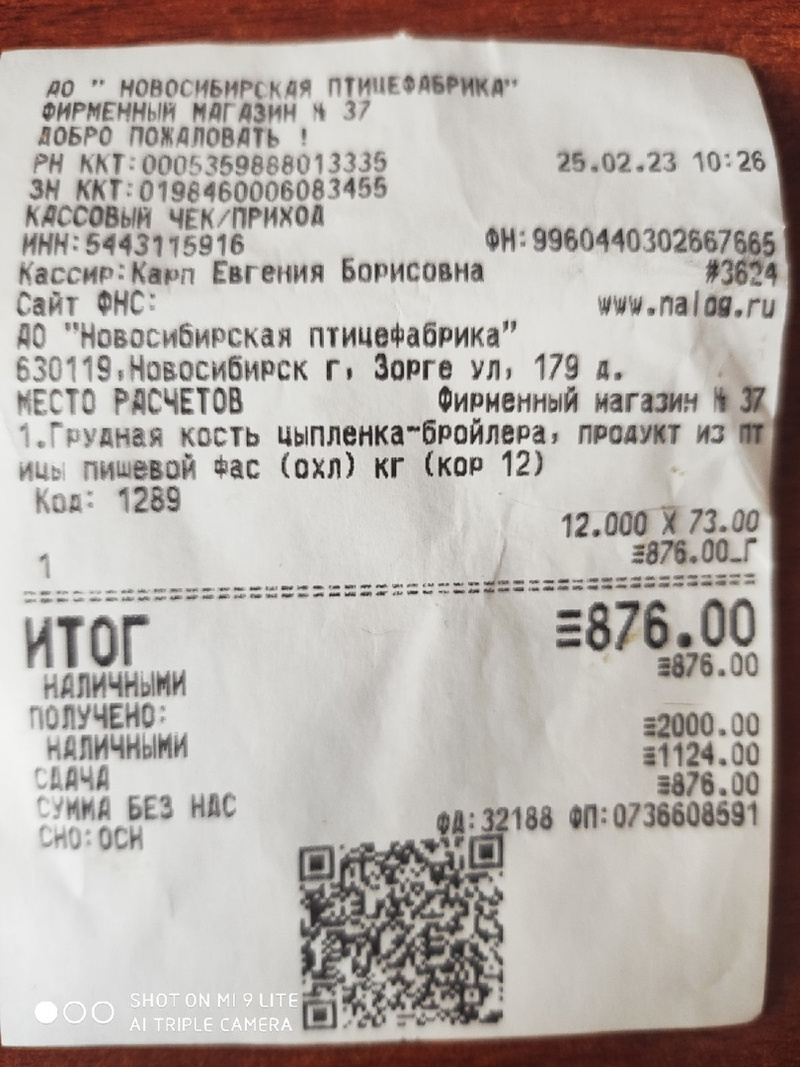 АО " НОВОСИБИРСКАЯ ПТИЦЕФАБРИКА"
ФИРМЕННЫЙ МАГАЗИН № 37
ДОБРО ПОЖАЛОВАТЬ !
РН ККТ:0005359888013335 25.02.23 10:26
ЗН ККТ:0198460006083455
КАССОВЫЙ ЧЕК/ПРИХОД
ИНН:5443115916 ФН:9960440302667665
Кассир:Карп Евгения Борисовна #3624
Сайт ФНС: www.nalog.ru
АО "Новосибирская птицефабрика"
630119,Новосибирск г, Зорге ул, 179 д.
МЕСТО РАСЧЕТОВ Фирменный магазин № 37
1.Грудная кость цыпленка-бройлера, продукт из пт
ицы пищевой фас (охл) кг (кор 12)
Код: 1289
12.000 X 73.00
1 ≡876.00_Г
ИТОГ ≡876.00
НАЛИЧНЫМИ ≡876.00
ПОЛУЧЕНО:
НАЛИЧНЫМИ ≡2000.00
СДАЧА ≡1124.00
СУММА БЕЗ НДС ≡876.00
СНО:ОСН ФД:32188 ФП:0736608591
SHOT ON MI 9 LITE
AI TRIPLE CAMERA